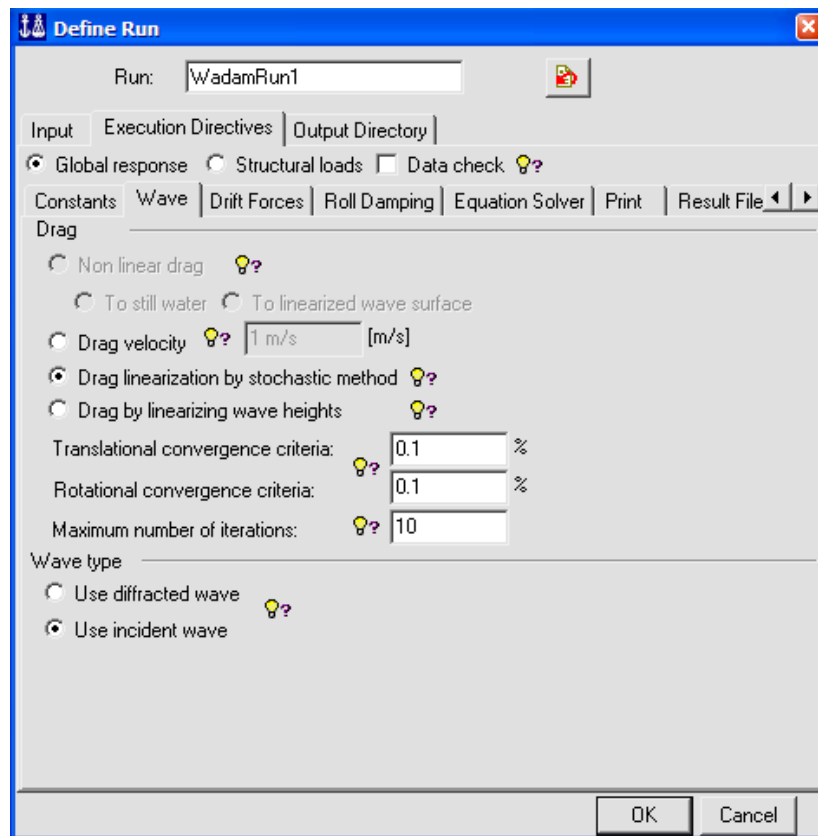 Define Run
Run: WadamRun1
Input Execution Directives Output Directory
Global response Structural loads Data check ?
Constants Wave Drift Forces Roll Damping Equation Solver Print Result File
Drag
Non linear drag ?
To still water To linearized wave surface
Drag velocity ? 1 m/s [m/s]
Drag linearization by stochastic method ?
Drag by linearizing wave heights ?
Translational convergence criteria: 0.1 %
?
Rotational convergence criteria: 0.1 %
Maximum number of iterations: ? 10
Wave type
Use diffracted wave
?
Use incident wave
OK Cancel